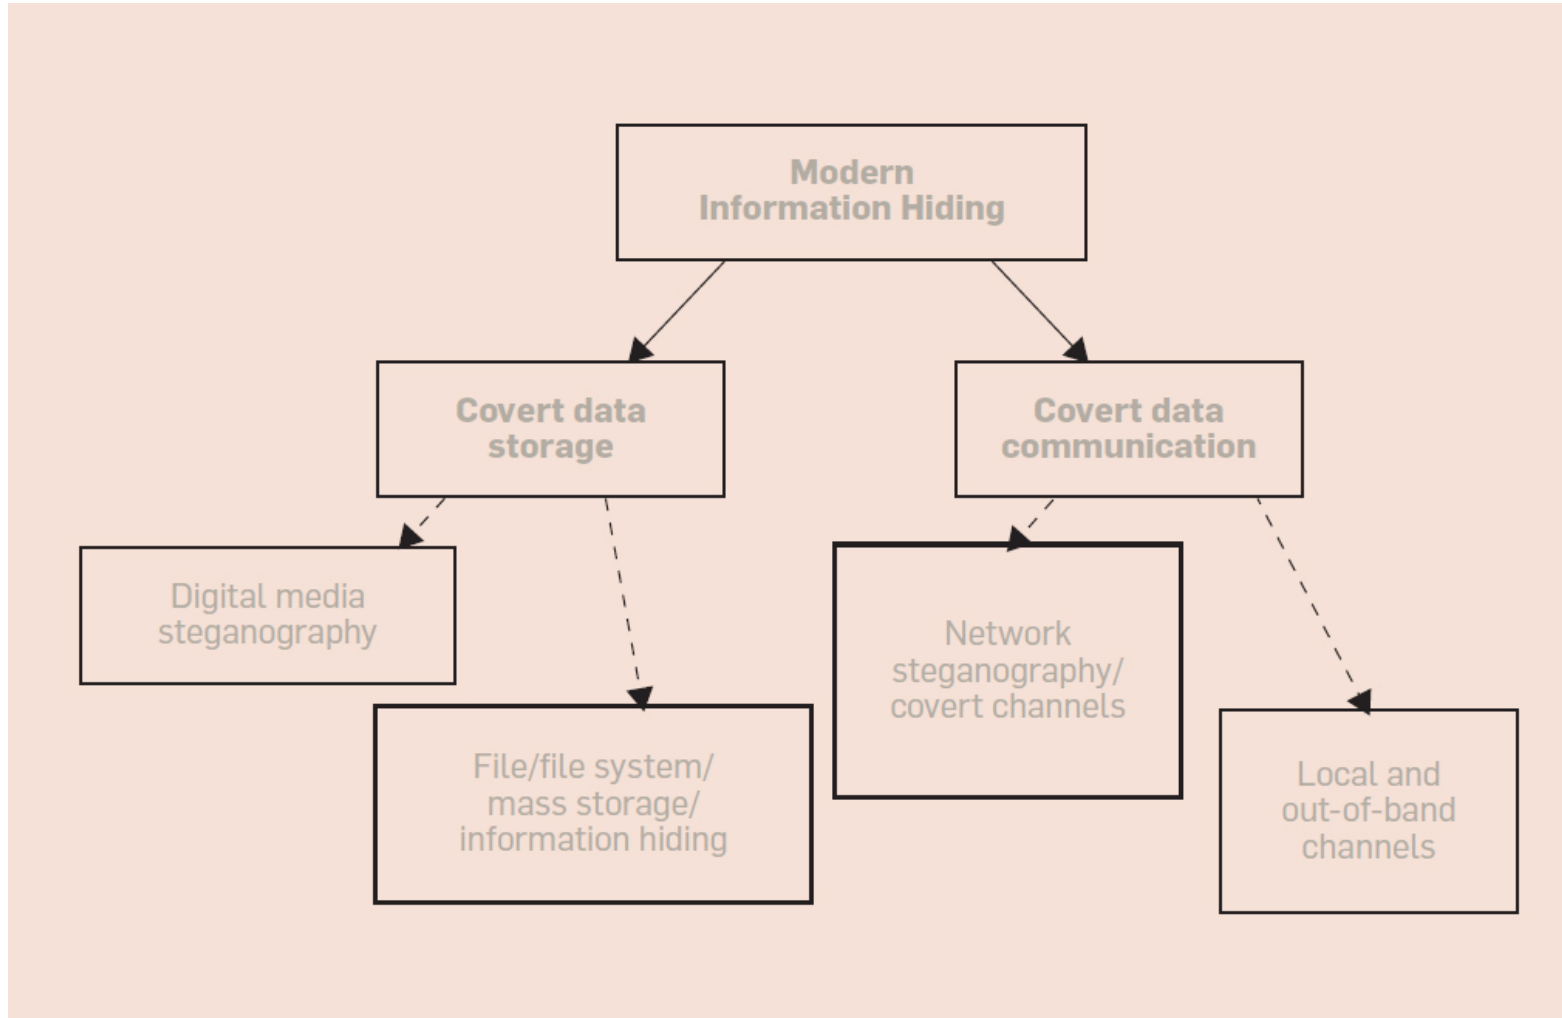 Modern
Information Hiding
Covert data
storage
Covert data
communication
Digital media
steganography
File/file system/
mass storage/
information hiding
Network
steganography/
covert channels
Local and
out-of-band
channels